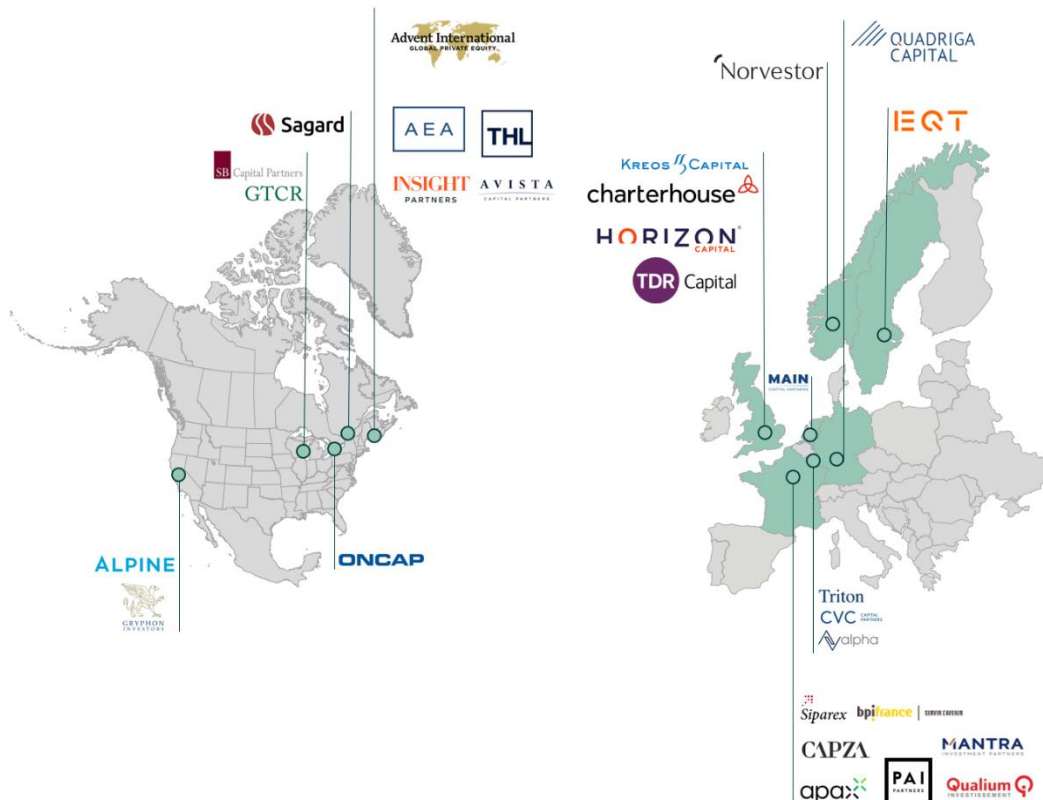 Advent International
GLOBAL PRIVATE EQUITY
Sagard
AEA
THL
SB Capital Partners
GTCR
INSIGHT
PARTNERS
AVISTA
CAPITAL PARTNERS
ALPINE
GRYPHON
INVESTORS
ONCAP
Norvestor
QUADRIGA
CAPITAL
EQT
KREOS CAPITAL
charterhouse
HORIZON
CAPITAL
TDR Capital
MAIN
CAPITAL PARTNERS
Triton
CVC CAPITAL
PARTNERS
alpha
Siparex
bpifrance
CAPZA
MANTRA
INVESTMENT PARTNERS
apax
PAI
PARTNERS
Qualium
INVESTISSEMENT